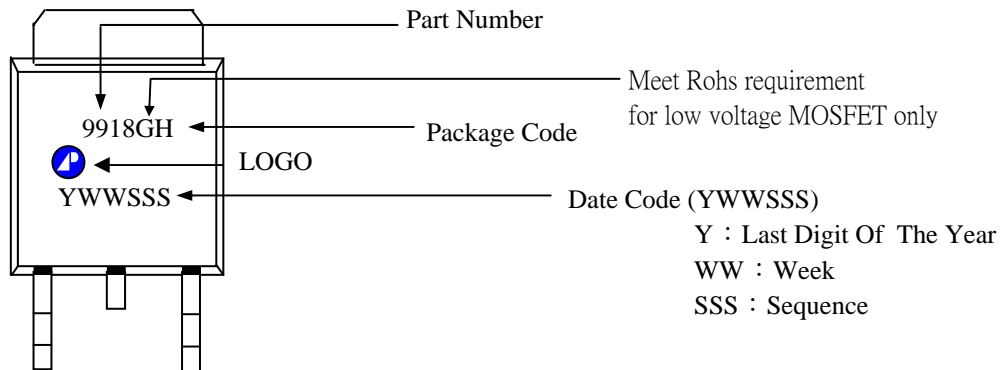 Part Number
Meet Rohs requirement
for low voltage MOSFET only
9918GH
Package Code
LOGO
YWWSSS
Date Code (YWWSSS)
Y：Last Digit Of The Year
WW：Week
SSS：Sequence